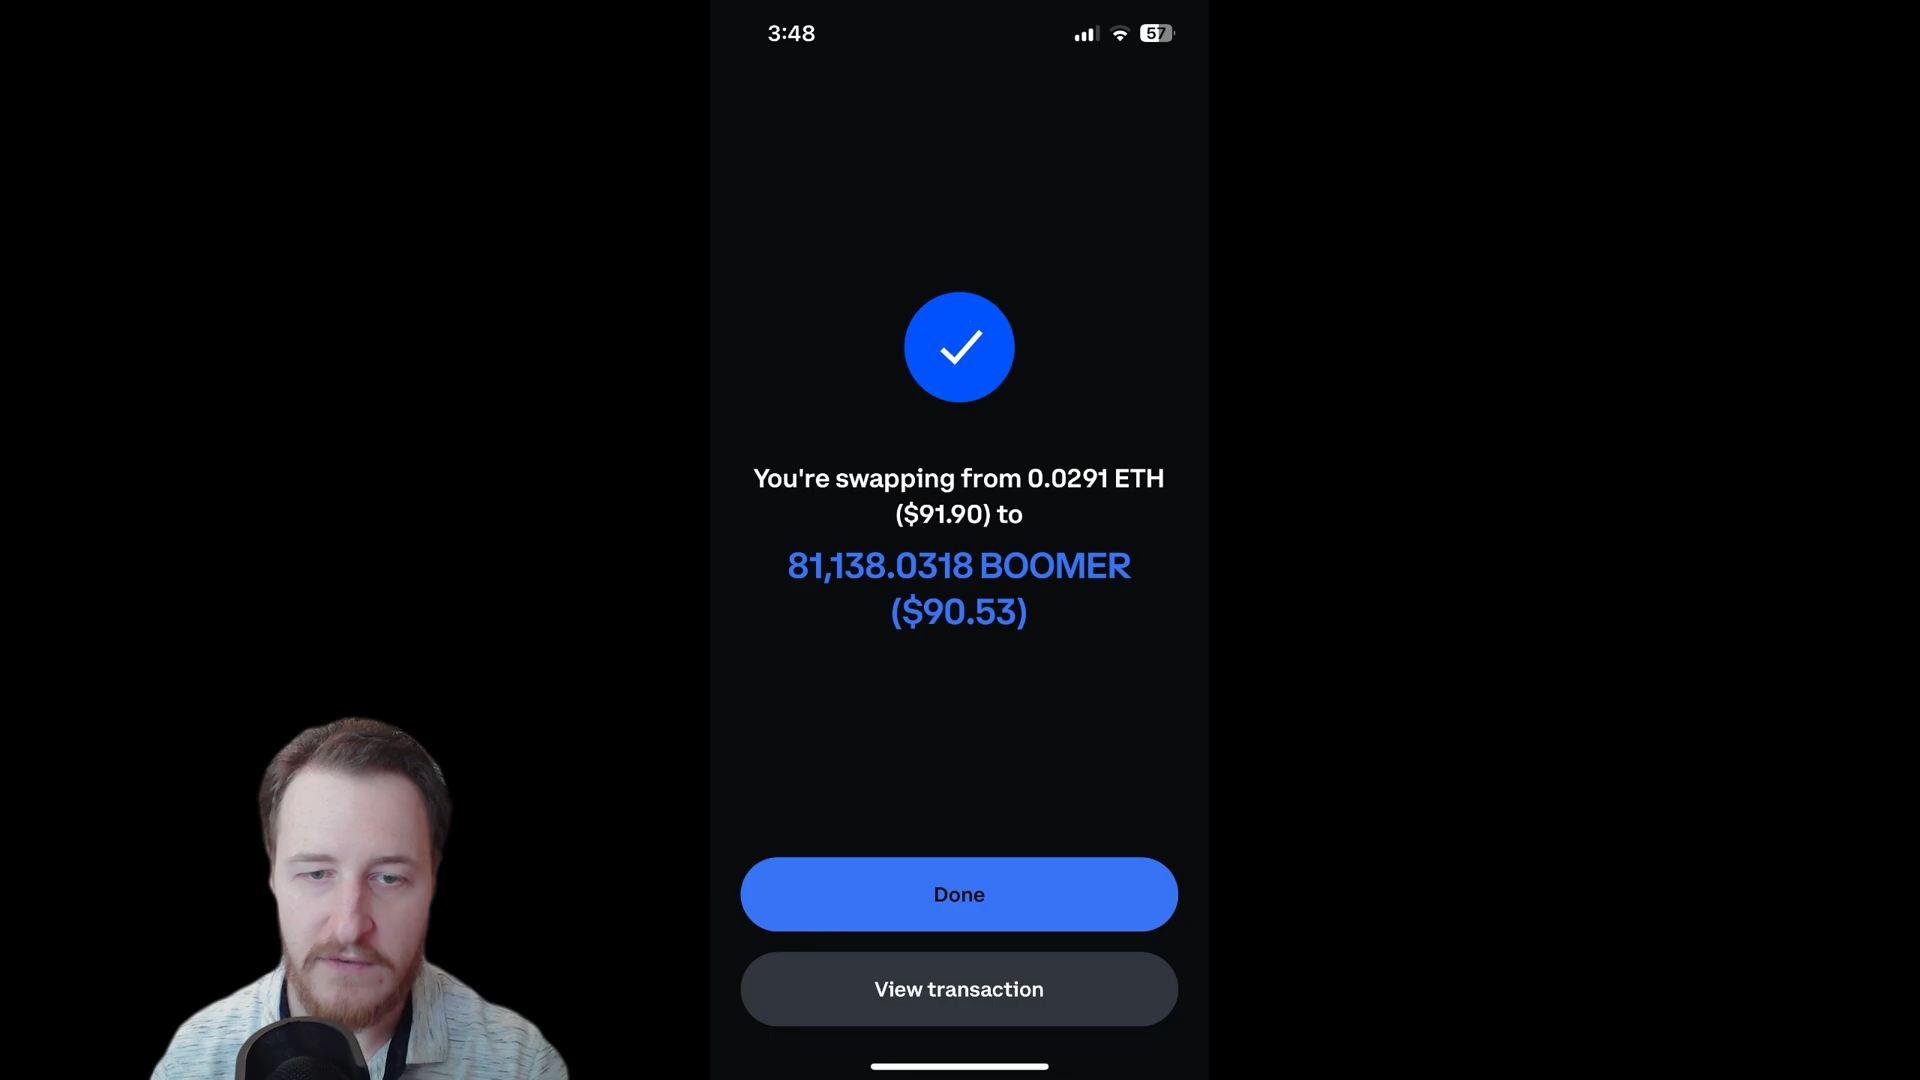 3:48
57
You're swapping from 0.0291 ETH
($91.90) to
81,138.0318 BOOMER
($90.53)
Done
View transaction